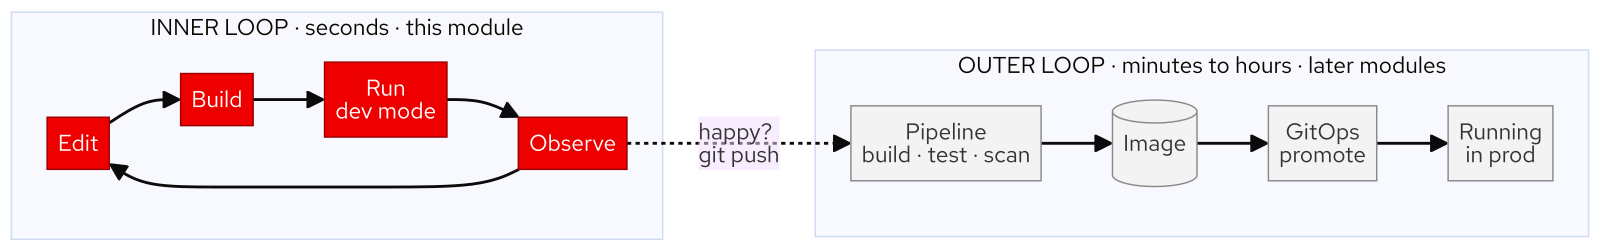 INNER LOOP · seconds · this module
Edit
Build
Run
dev mode
Observe
happy?
git push
OUTER LOOP · minutes to hours · later modules
Pipeline
build · test · scan
Image
GitOps
promote
Running
in prod